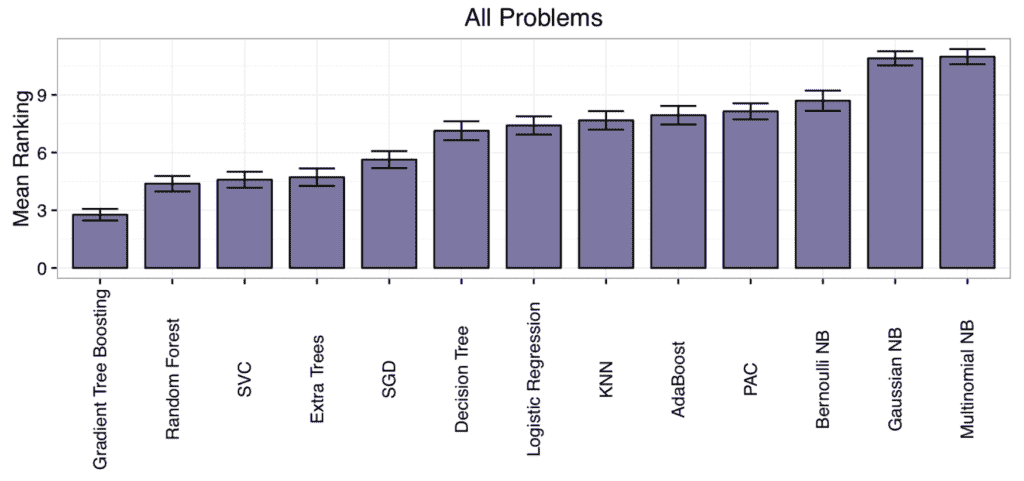 All Problems
Mean Ranking
9
6
3
0
Gradient Tree Boosting
Random Forest
SVC
Extra Trees
SGD
Decision Tree
Logistic Regression
KNN
AdaBoost
PAC
Bernoulli NB
Gaussian NB
Multinomial NB